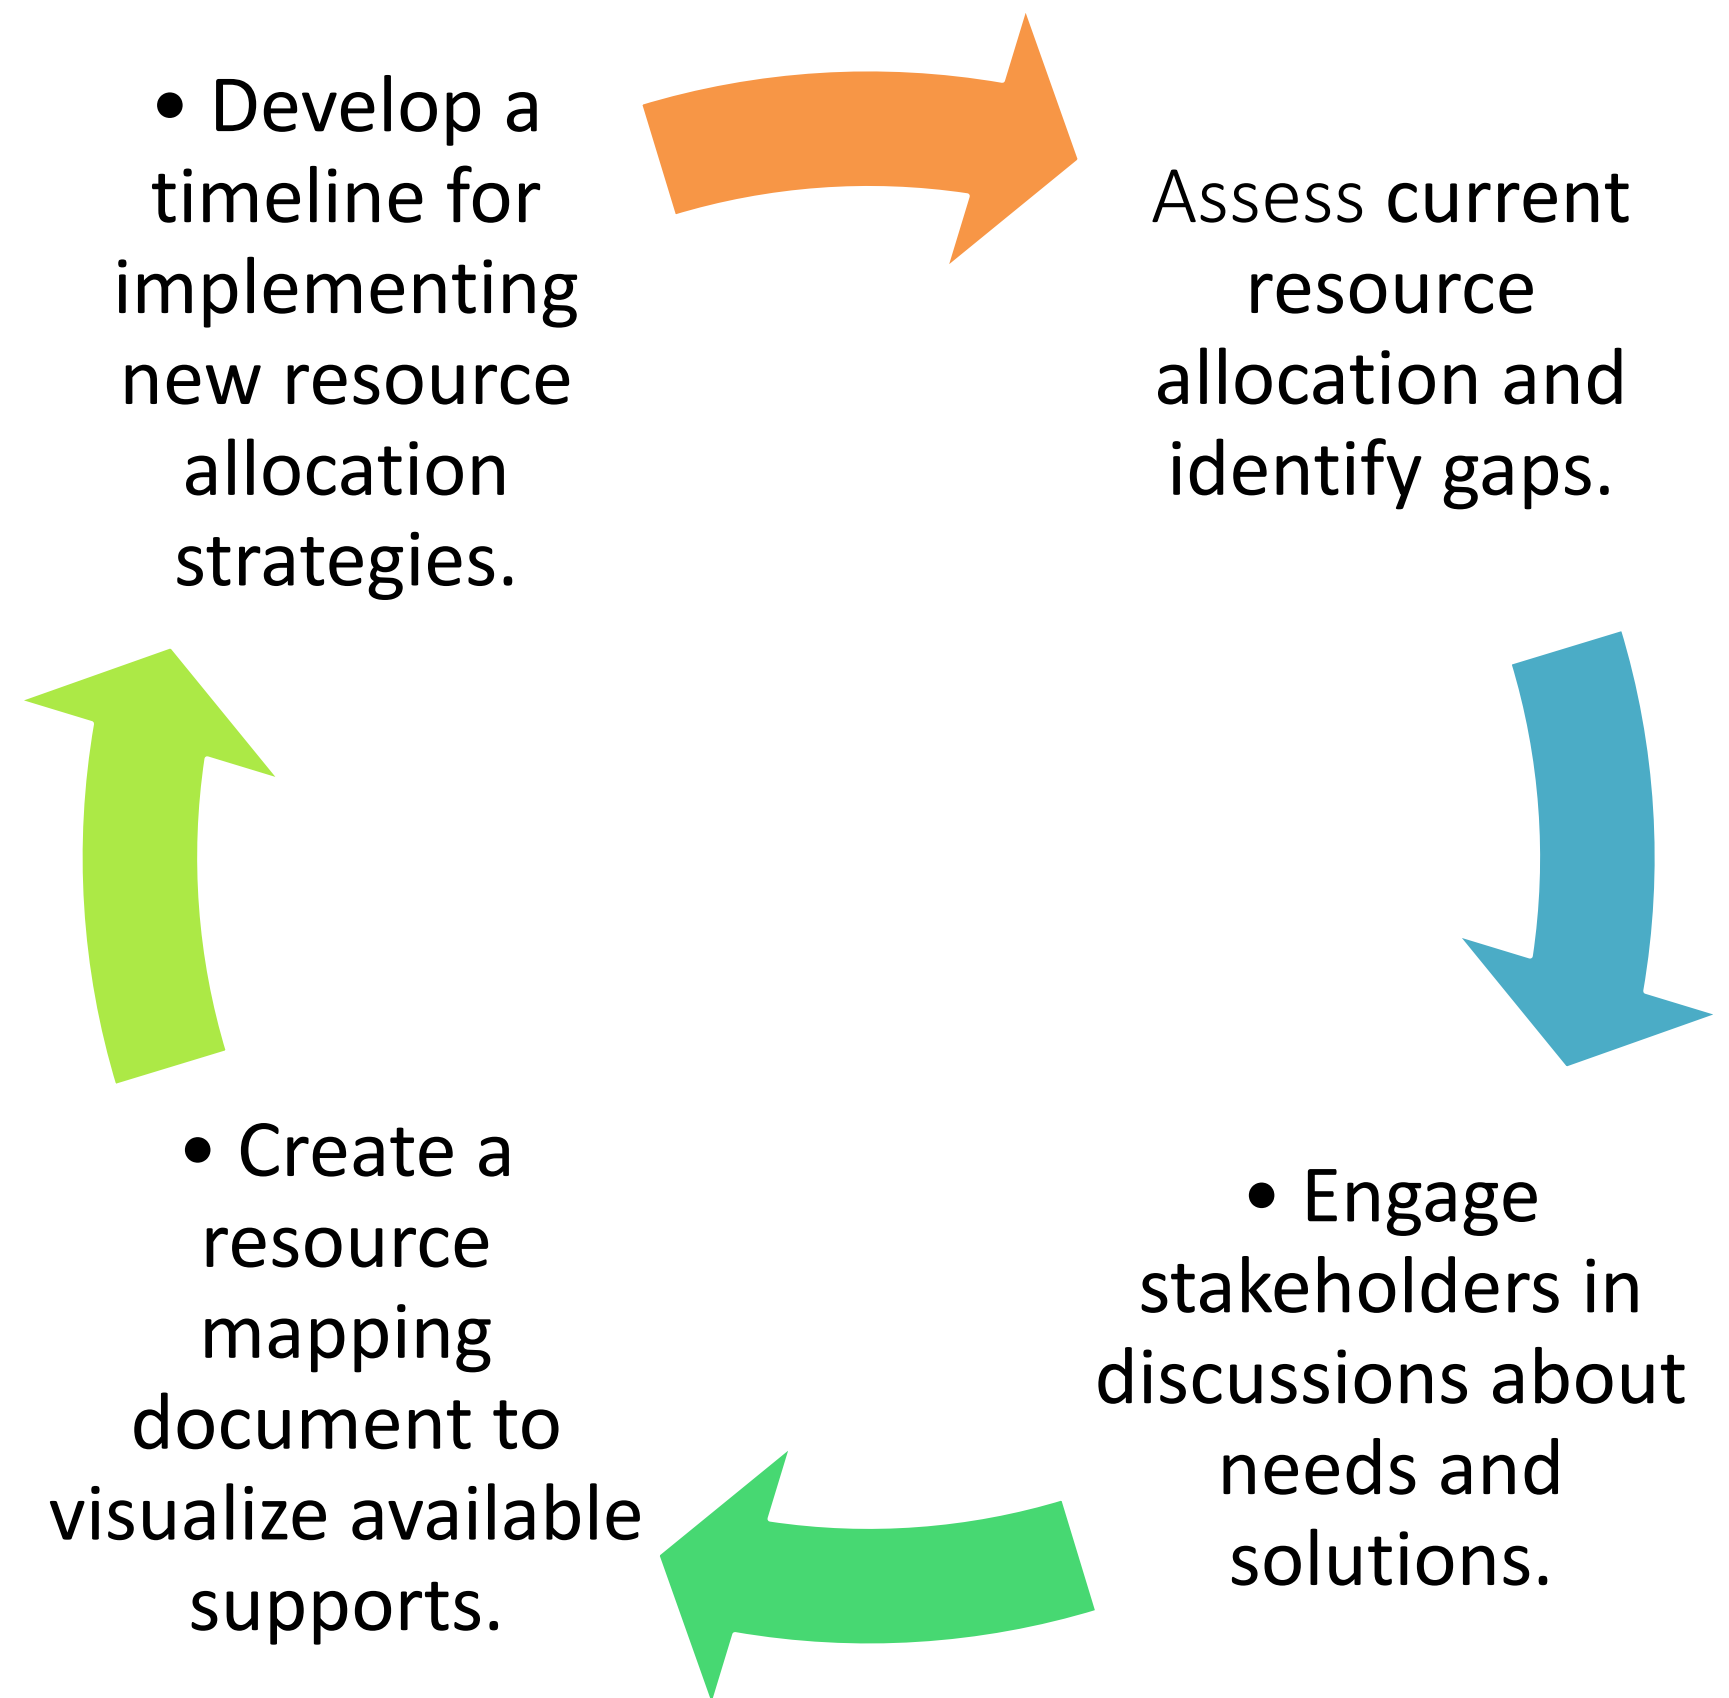 • Develop a
timeline for
implementing
new resource
allocation
strategies.
Assess current
resource
allocation and
identify gaps.
• Engage
stakeholders in
discussions about
needs and
solutions.
• Create a
resource
mapping
document to
visualize available
supports.